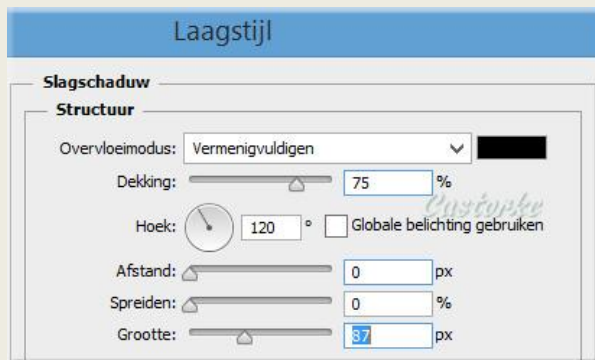 Laagstijl
Slagschaduw
Structuur
Overvloeimodus: Vermenigvuldigen
Dekking: 75 %
Castorke
Hoek: 120 ° Globale belichting gebruiken
Afstand: 0 px
Spreiden: 0 %
Grootte: 87 px